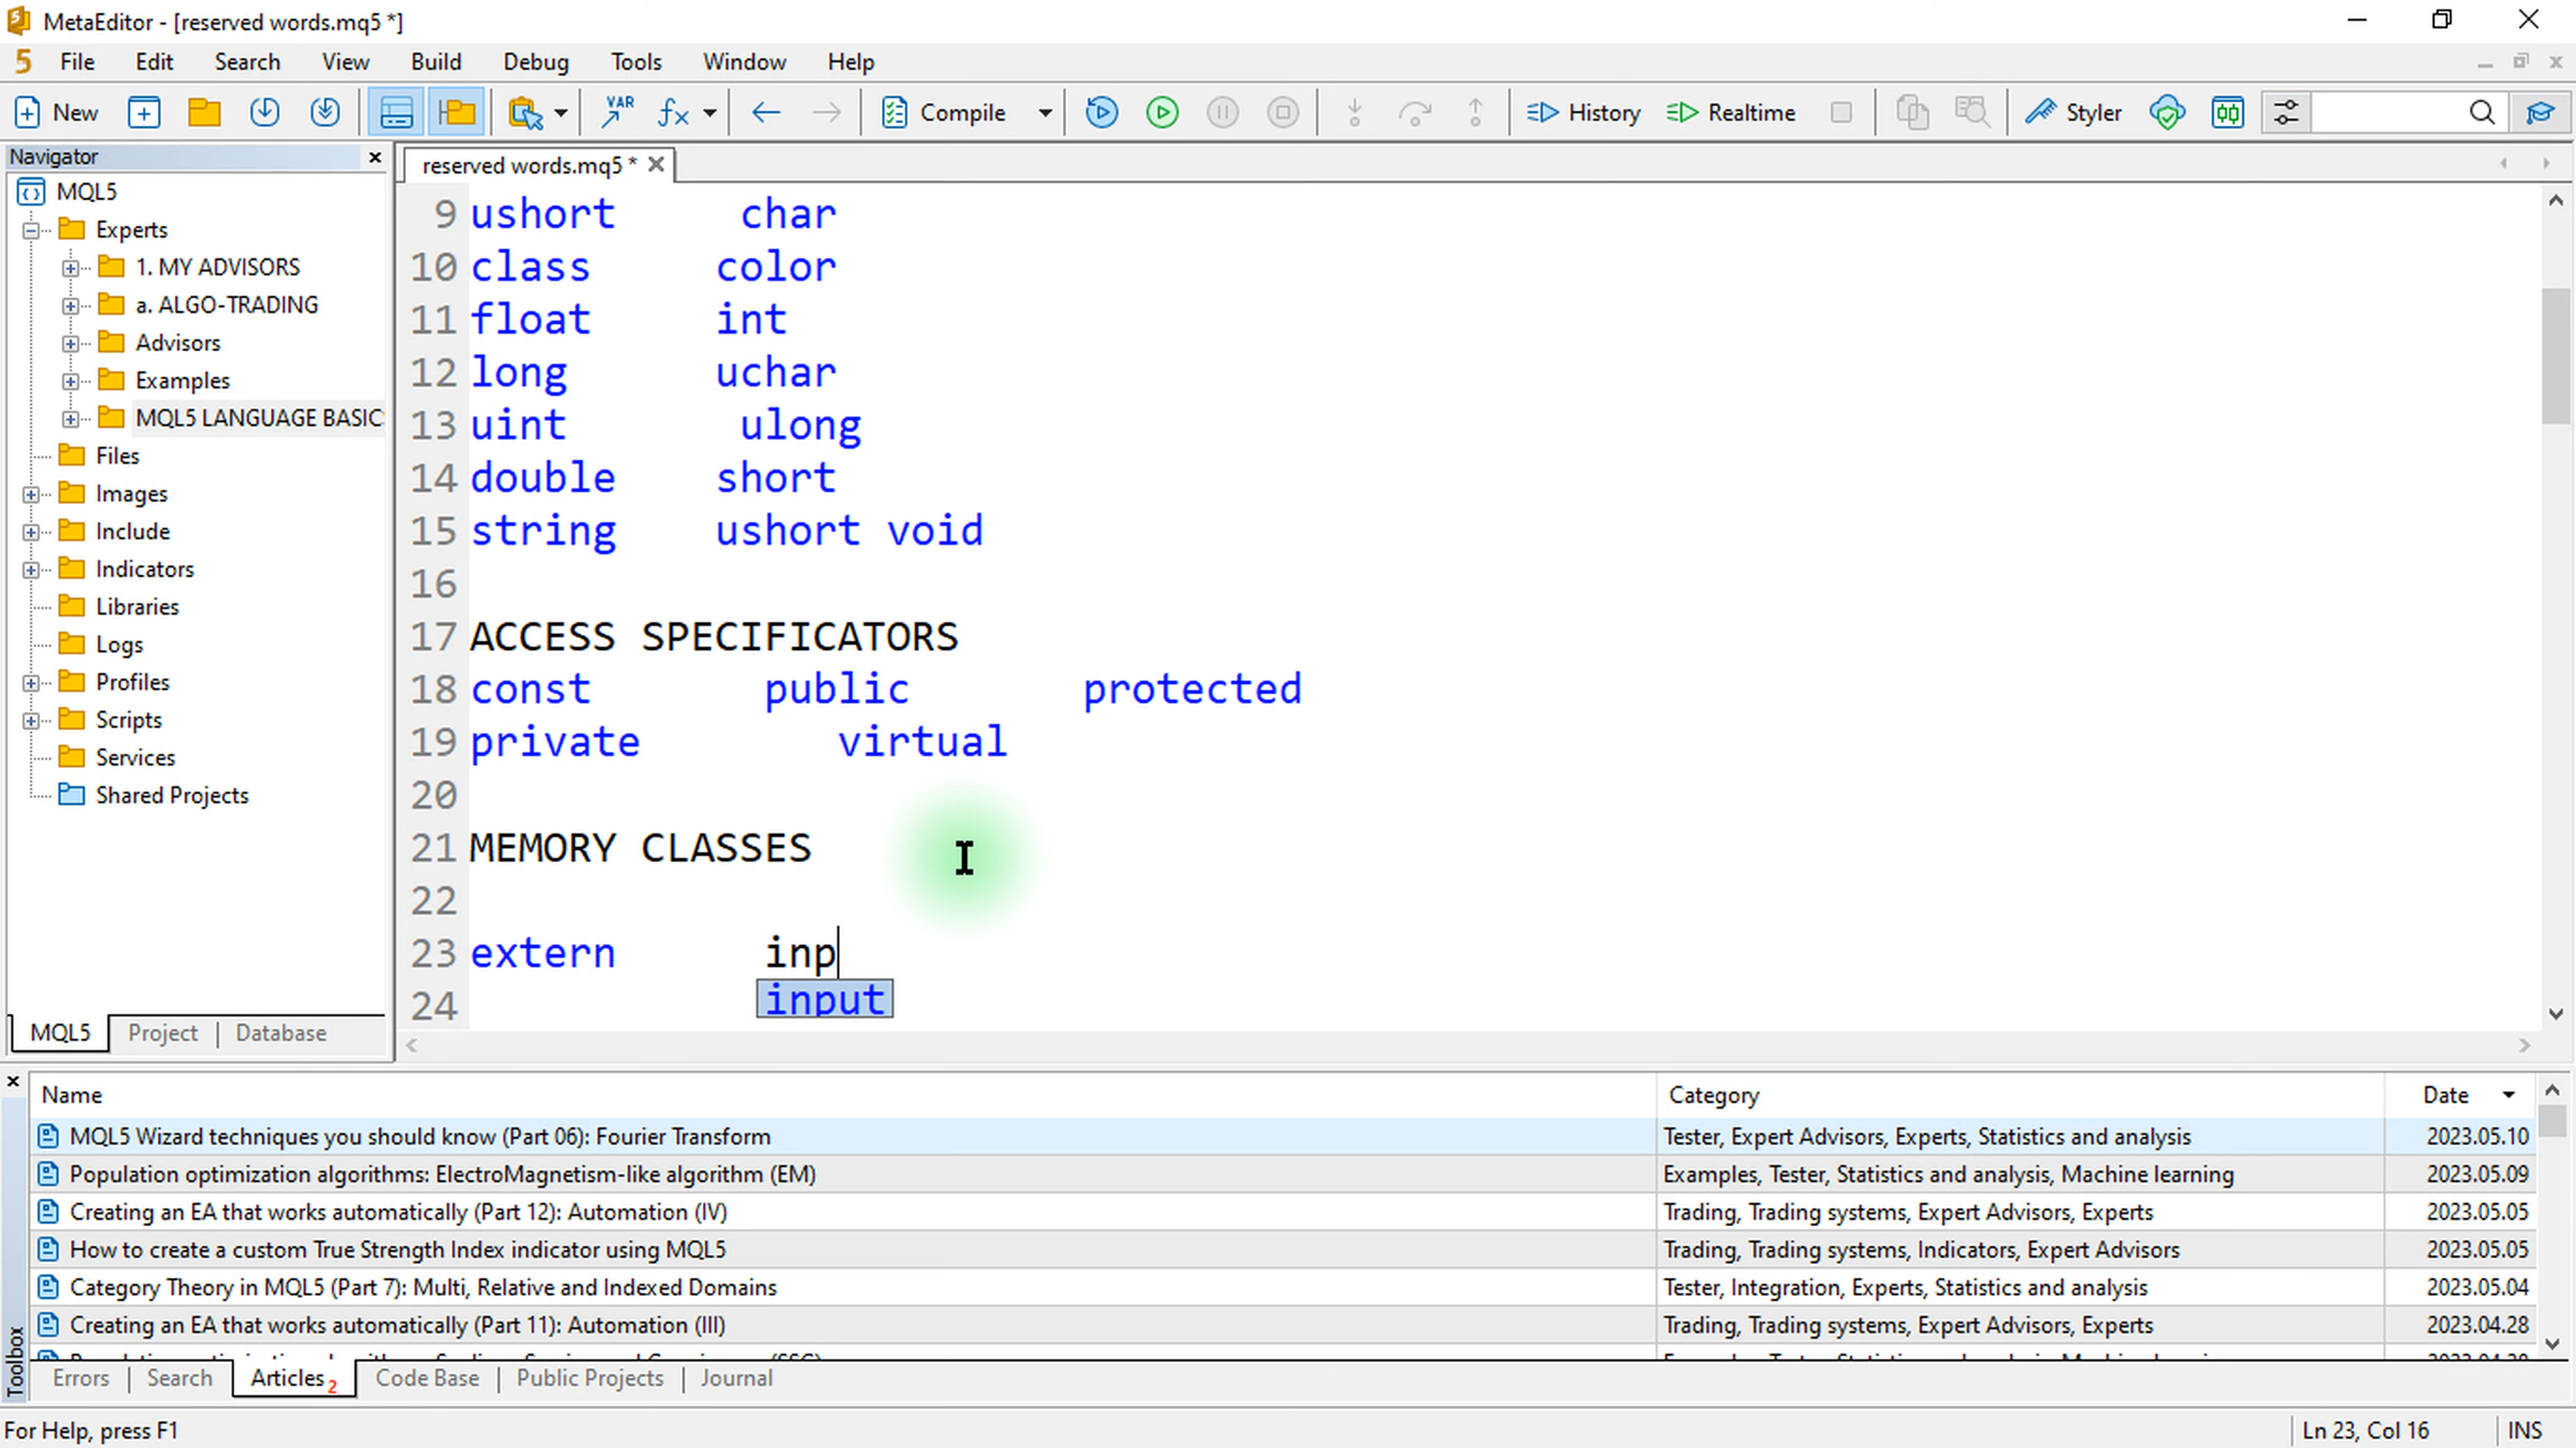 MetaEditor - [reserved words.mq5 *]
5 File Edit Search View Build Debug Tools Window Help
New VAR fx Compile History Realtime Styler
Navigator
MQL5
Experts
1. MY ADVISORS
a. ALGO-TRADING
Advisors
Examples
MQL5 LANGUAGE BASIC
Files
Images
Include
Indicators
Libraries
Logs
Profiles
Scripts
Services
Shared Projects
MQL5 Project Database
reserved words.mq5 *
9 ushort char
10 class color
11 float int
12 long uchar
13 uint ulong
14 double short
15 string ushort void
16
17 ACCESS SPECIFICATORS
18 const public protected
19 private virtual
20
21 MEMORY CLASSES
22
23 extern inp
input
24
Name Category Date
MQL5 Wizard techniques you should know (Part 06): Fourier Transform Tester, Expert Advisors, Experts, Statistics and analysis 2023.05.10
Population optimization algorithms: ElectroMagnetism-like algorithm (EM) Examples, Tester, Statistics and analysis, Machine learning 2023.05.09
Creating an EA that works automatically (Part 12): Automation (IV) Trading, Trading systems, Expert Advisors, Experts 2023.05.05
How to create a custom True Strength Index indicator using MQL5 Trading, Trading systems, Indicators, Expert Advisors 2023.05.05
Category Theory in MQL5 (Part 7): Multi, Relative and Indexed Domains Tester, Integration, Experts, Statistics and analysis 2023.05.04
Creating an EA that works automatically (Part 11): Automation (III) Trading, Trading systems, Expert Advisors, Experts 2023.04.28
Toolbox
Errors Search Articles 2 Code Base Public Projects Journal
For Help, press F1 Ln 23, Col 16 INS